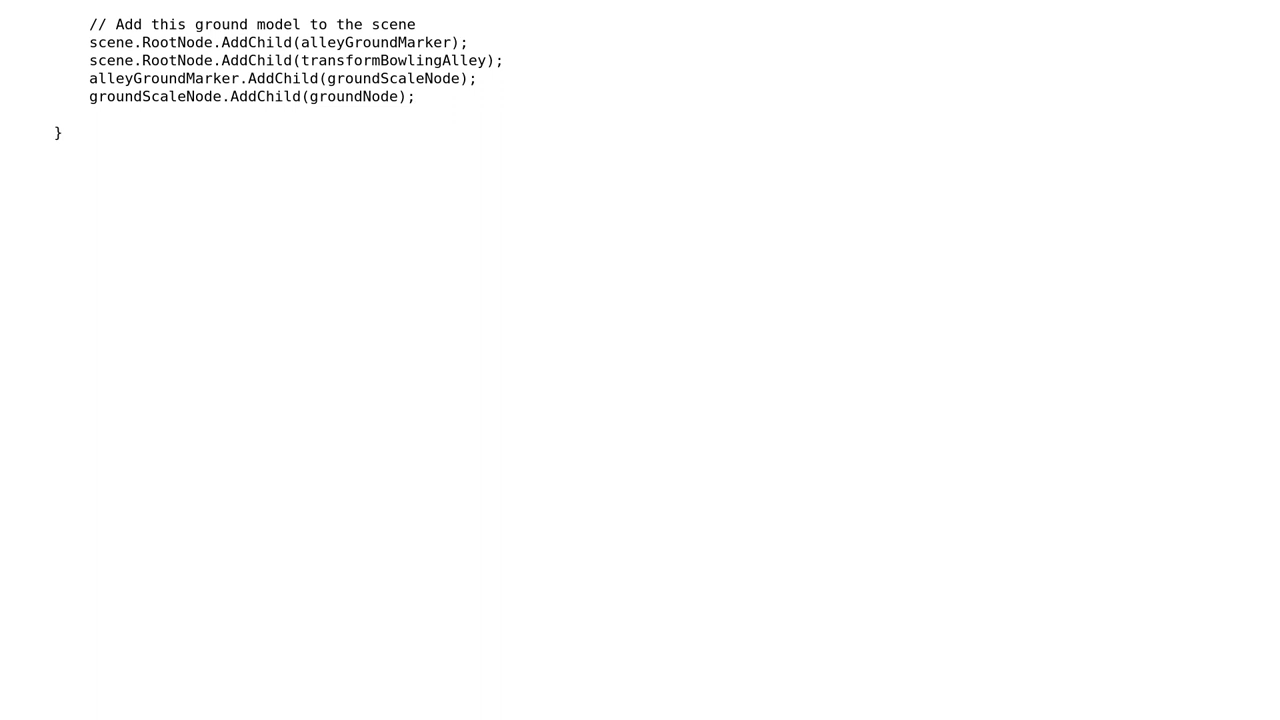 // Add this ground model to the scene
scene.RootNode.AddChild(alleyGroundMarker);
scene.RootNode.AddChild(transformBowlingAlley);
alleyGroundMarker.AddChild(groundScaleNode);
groundScaleNode.AddChild(groundNode);
}